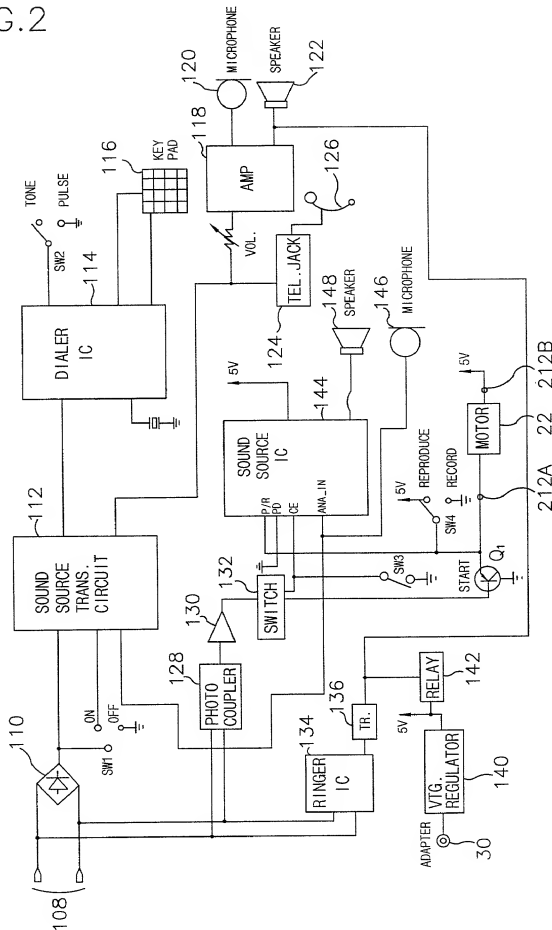 G.2
108
110
SW1
ON
OFF
112
SOUND
SOURCE
TRANS.
CIRCUIT
114
DIALER
IC
SW2
TONE
PULSE
116
KEY
PAD
118
AMP
120
MICROPHONE
SPEAKER
122
VOL.
TEL.JACK
124
126
128
PHOTO
COUPLER
130
132
SWITCH
144
SOUND
SOURCE
IC
P/R
PD
CE
ANA_IN
5V
148
SPEAKER
146
MICROPHONE
134
RINGER
IC
136
TR.
SW3
5V
REPRODUCE
RECORD
SW4
START
Q1
MOTOR
22
5V
212A
212B
ADAPTER
30
VTG.
REGULATOR
140
5V
RELAY
142